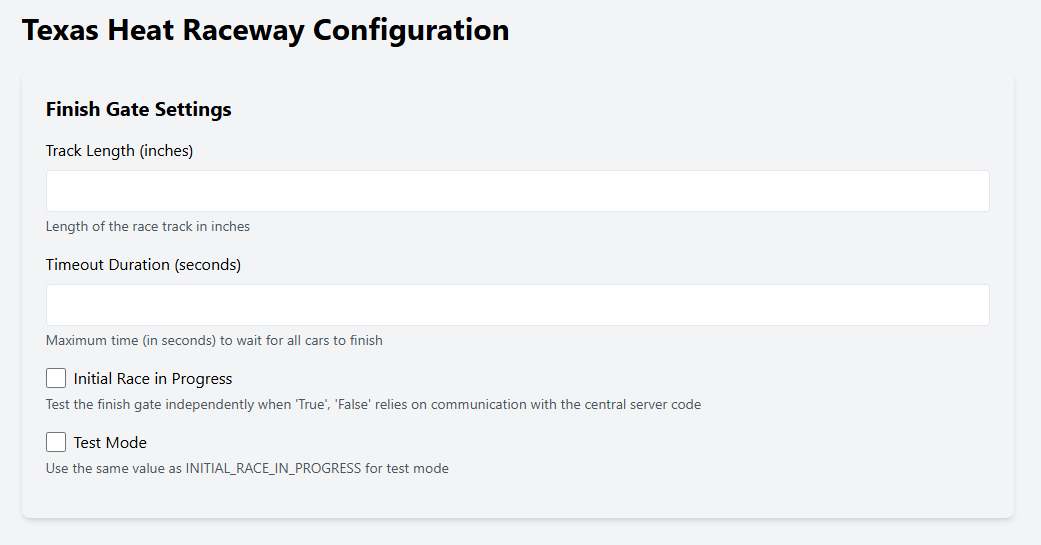 Texas Heat Raceway Configuration
Finish Gate Settings
Track Length (inches)
Length of the race track in inches
Timeout Duration (seconds)
Maximum time (in seconds) to wait for all cars to finish
Initial Race in Progress
Test the finish gate independently when 'True', 'False' relies on communication with the central server code
Test Mode
Use the same value as INITIAL_RACE_IN_PROGRESS for test mode